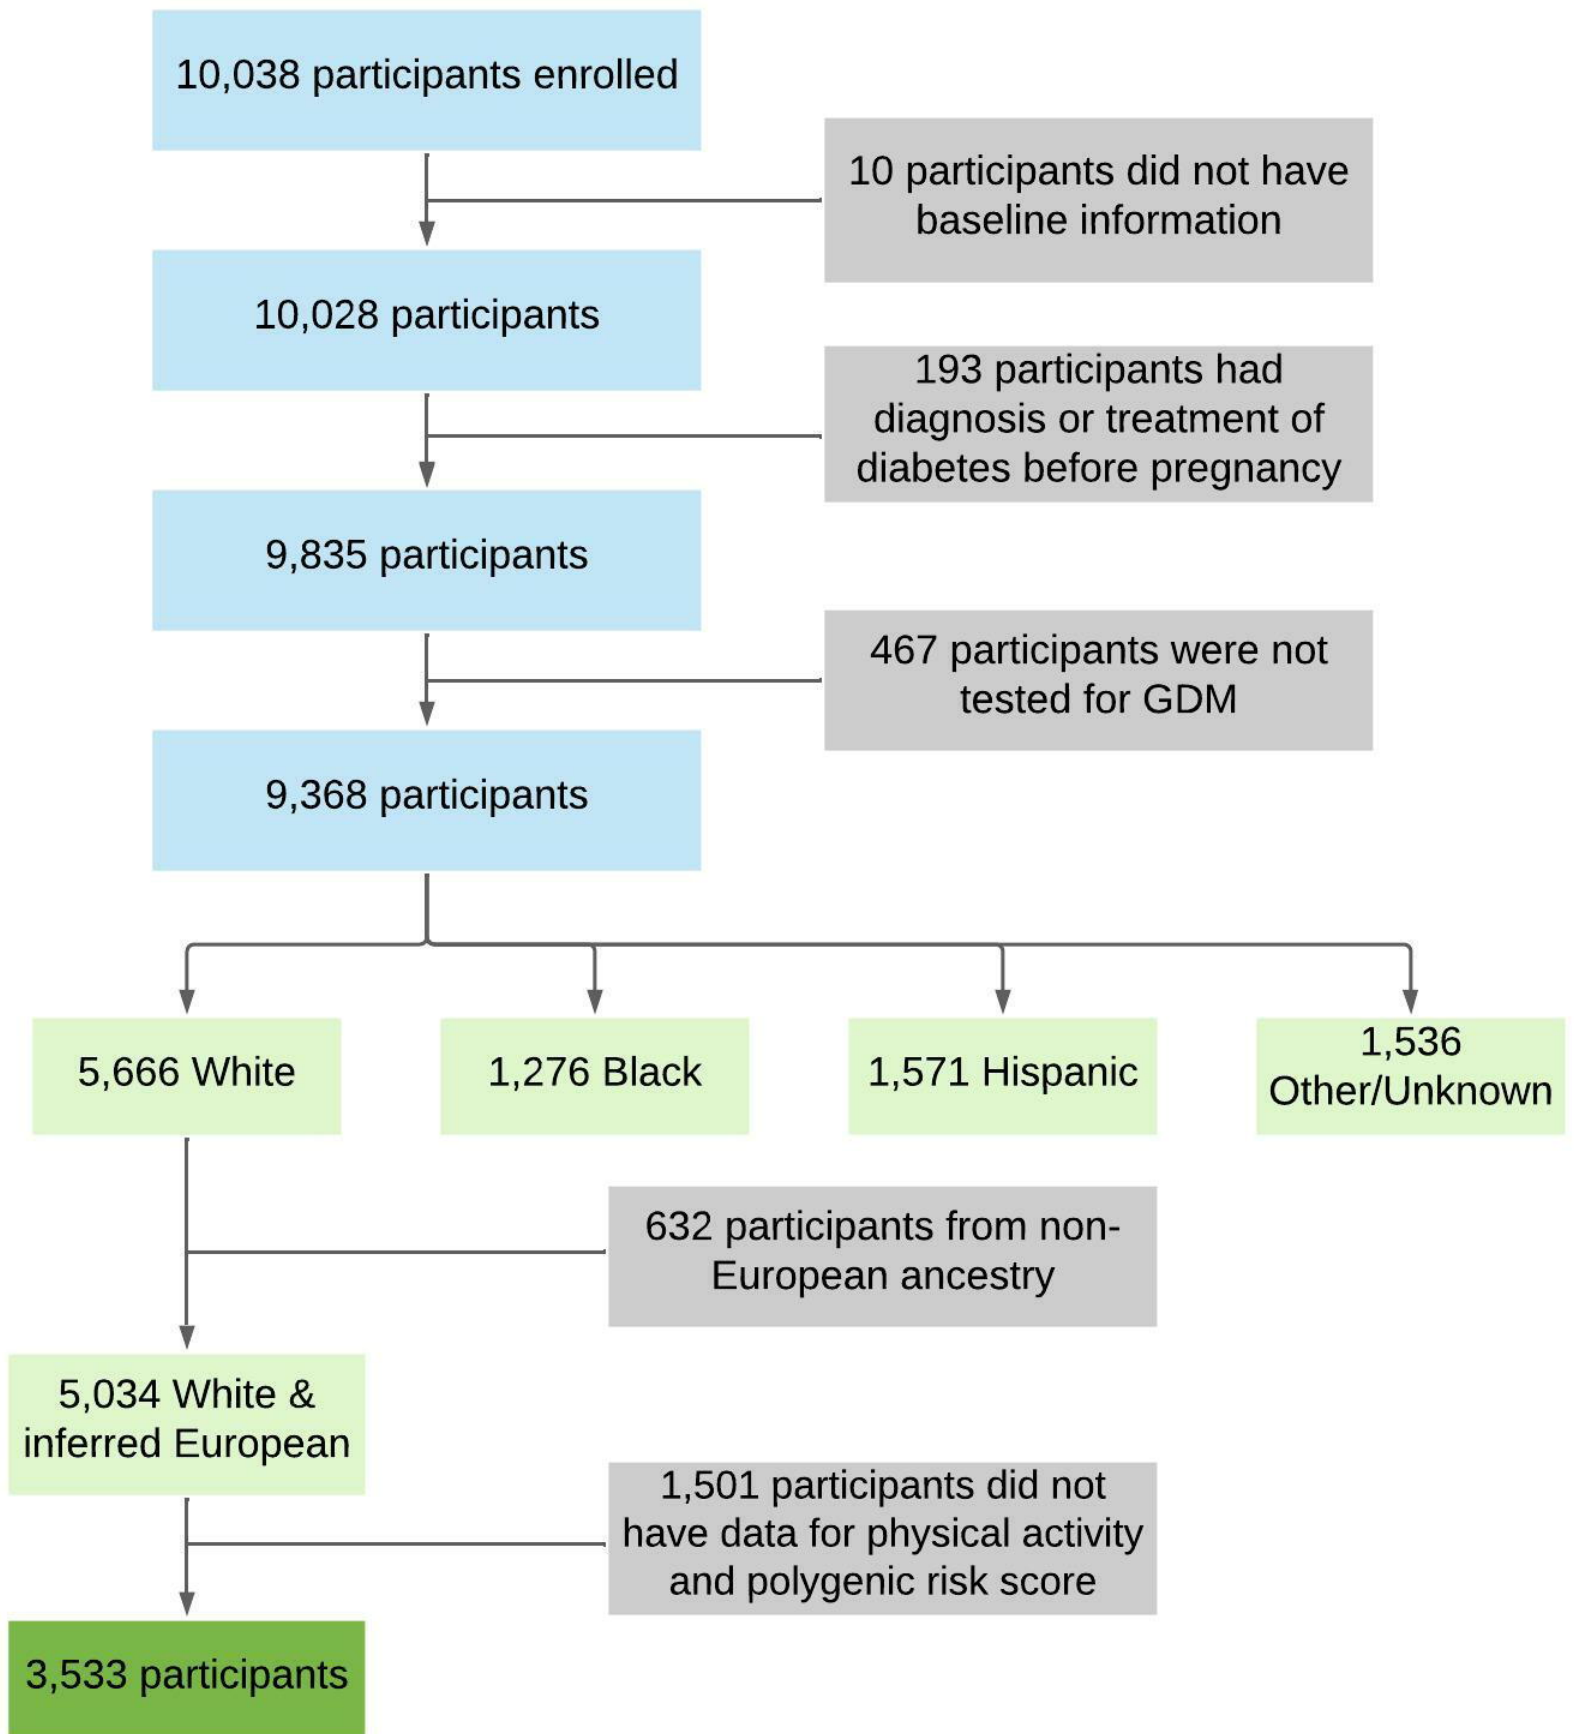 10,038 participants enrolled
10 participants did not have
baseline information
10,028 participants
193 participants had
diagnosis or treatment of
diabetes before pregnancy
9,835 participants
467 participants were not
tested for GDM
9,368 participants
5,666 White
1,276 Black
1,571 Hispanic
1,536
Other/Unknown
632 participants from non-
European ancestry
5,034 White &
inferred European
1,501 participants did not
have data for physical activity
and polygenic risk score
3,533 participants